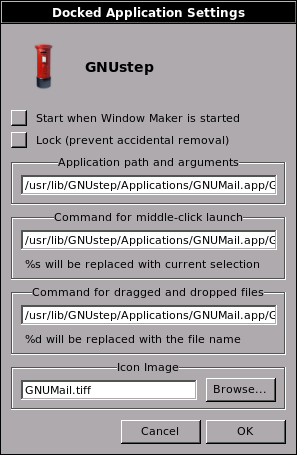 Docked Application Settings
GNUstep
Start when Window Maker is started
Lock (prevent accidental removal)
Application path and arguments
/usr/lib/GNUstep/Applications/GNUMail.app/G
Command for middle-click launch
/usr/lib/GNUstep/Applications/GNUMail.app/G
%s will be replaced with current selection
Command for dragged and dropped files
/usr/lib/GNUstep/Applications/GNUMail.app/G
%d will be replaced with the file name
Icon Image
GNUMail.tiff
Browse...
Cancel
OK